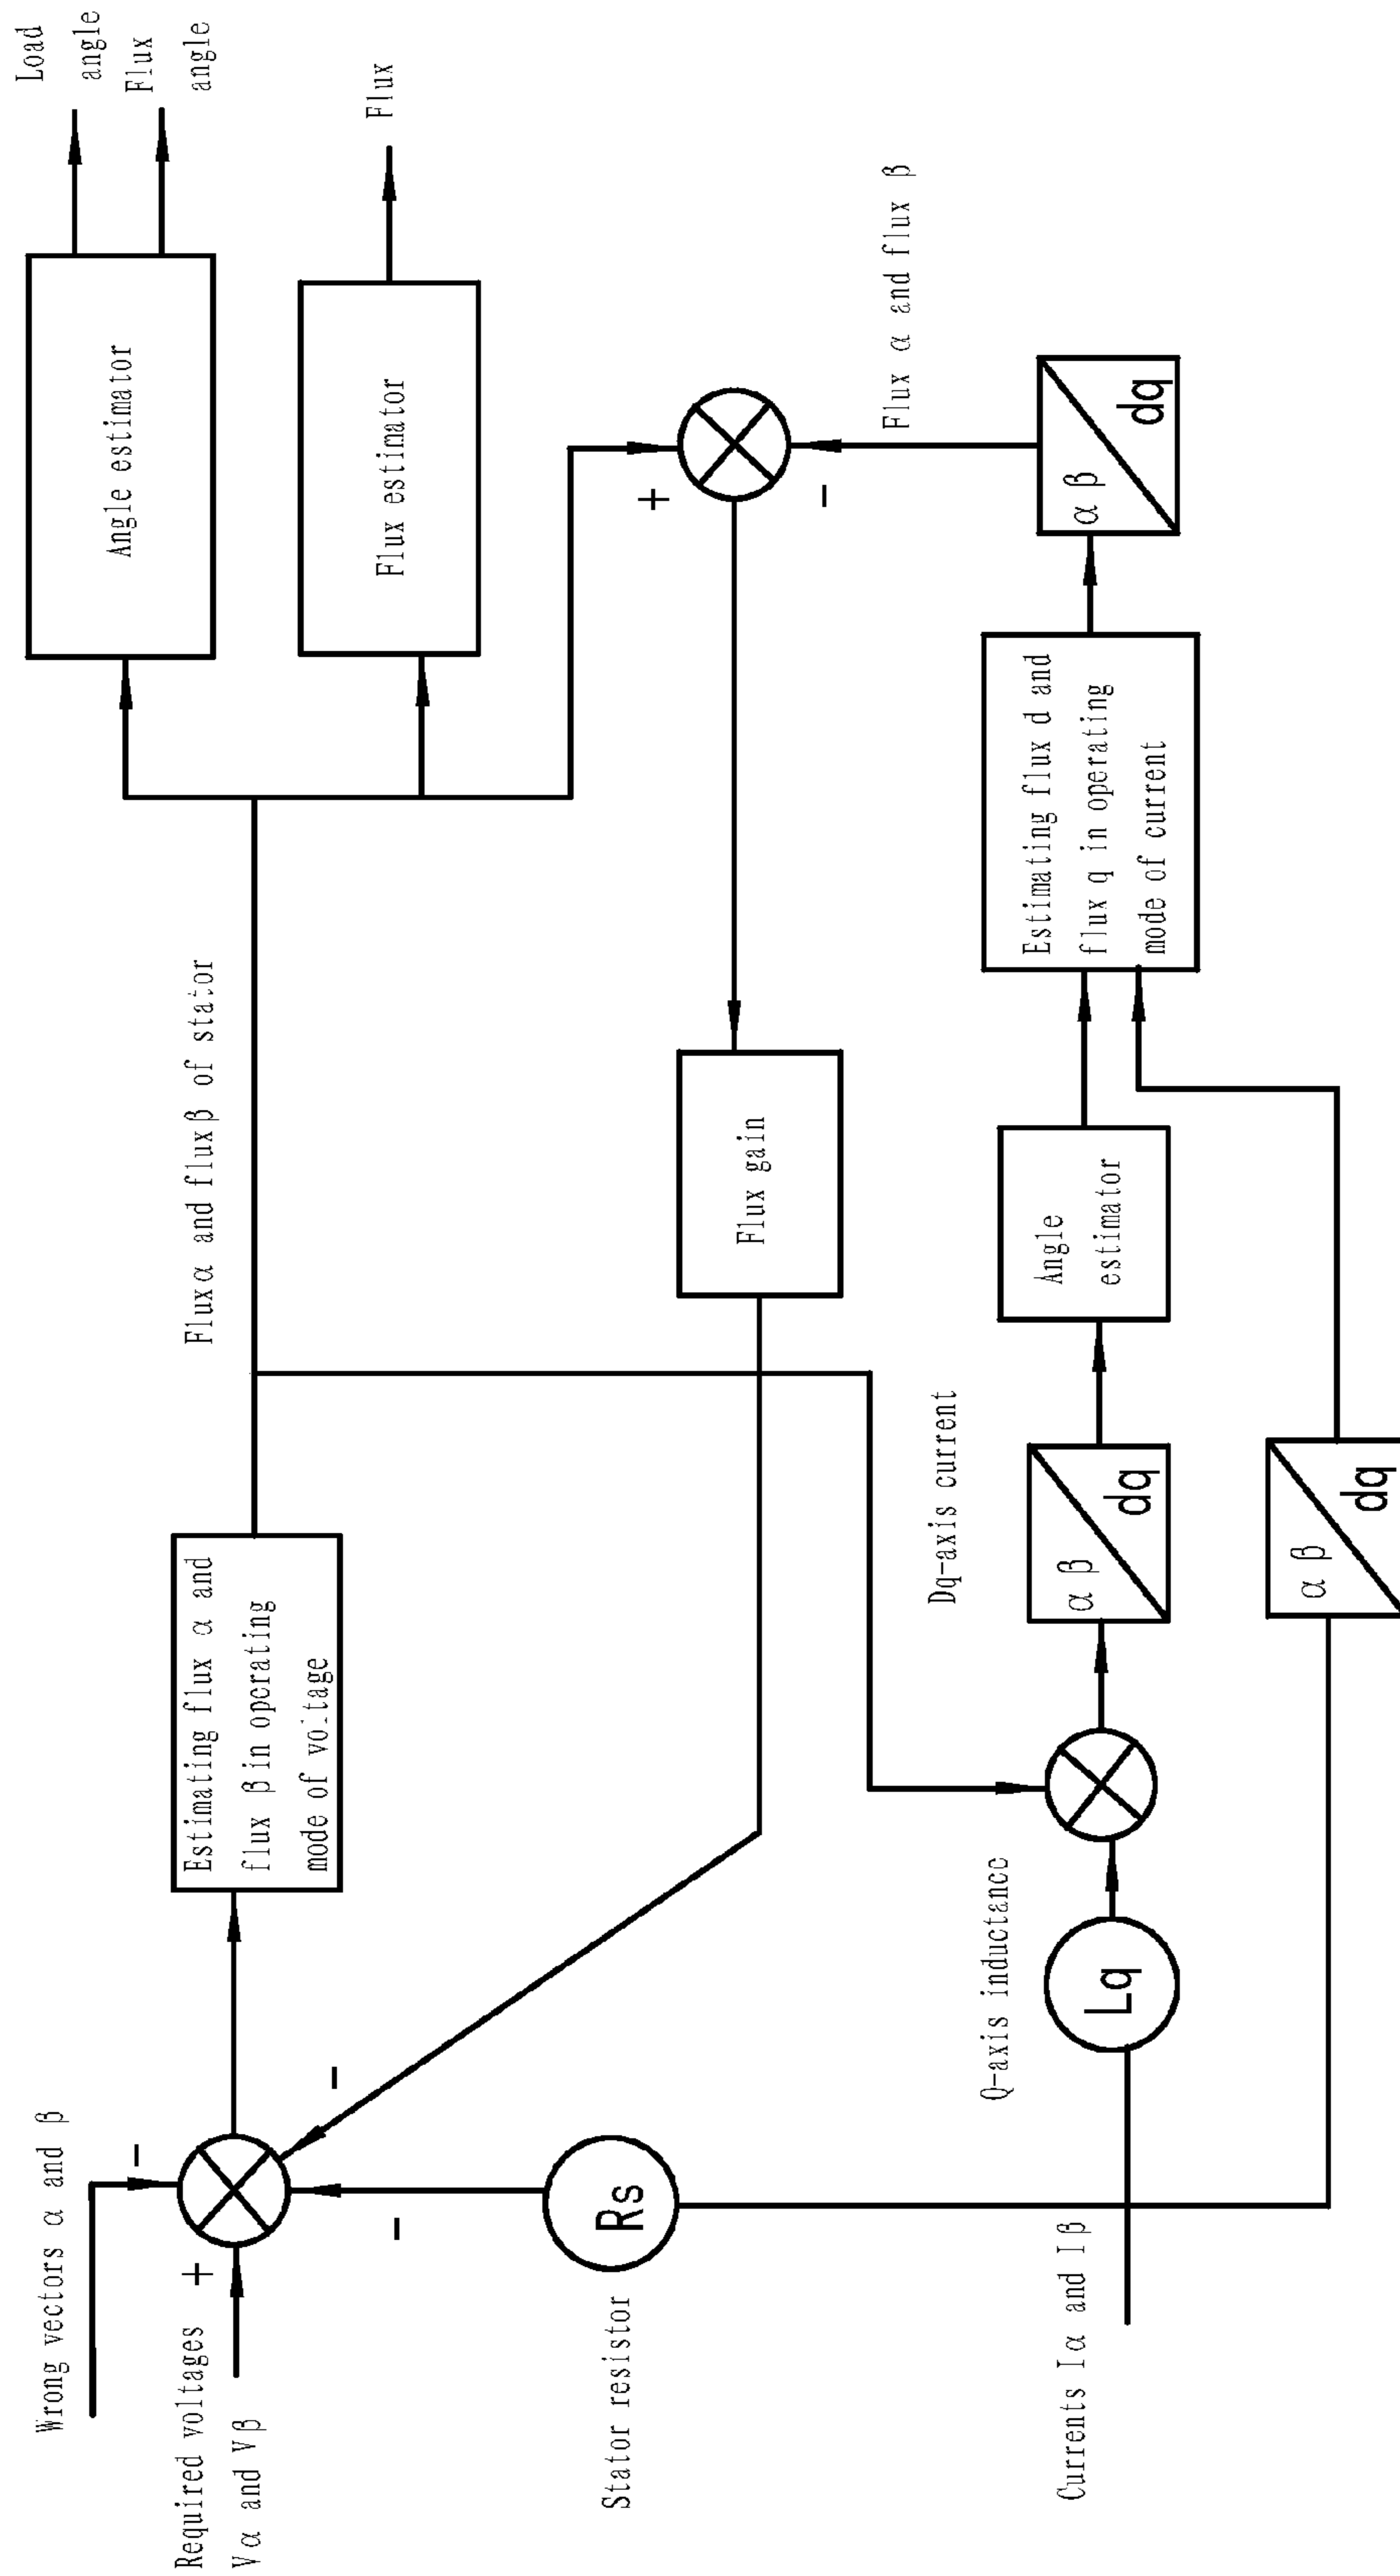 Wrong vectors α and β
Required voltages
Vα and Vβ
+
-
-
-
Estimating flux α and
flux β in operating
mode of voltage
Flux α and flux β of stator
Angle estimator
Load
angle
Flux
angle
Flux estimator
Flux
+
-
Flux α and flux β
Flux gain
Stator resistor
Rs
Currents Iα and Iβ
Q-axis inductance
Lq
Dq-axis current
α β
dq
Angle
estimator
Estimating flux d and
flux q in operating
mode of current
α β
dq
α β
dq